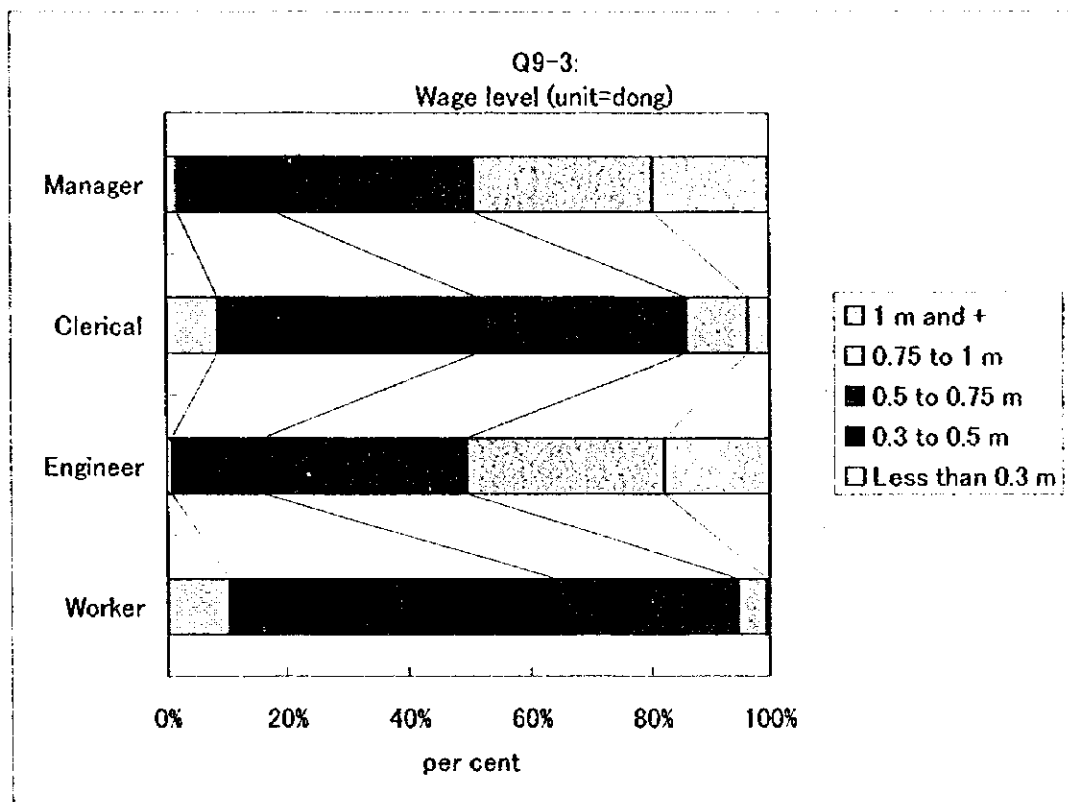 Q9-3:
Wage level (unit=dong)
Manager
Clerical
Engineer
Worker
0% 20% 40% 60% 80% 100%
per cent
1 m and +
0.75 to 1 m
0.5 to 0.75 m
0.3 to 0.5 m
Less than 0.3 m